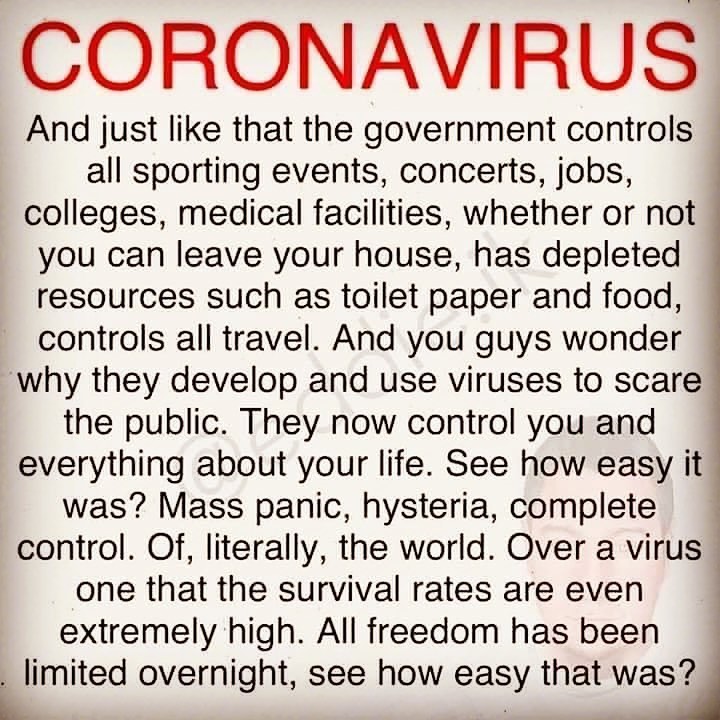 CORONAVIRUS
And just like that the government controls
all sporting events, concerts, jobs,
colleges, medical facilities, whether or not
you can leave your house, has depleted
resources such as toilet paper and food,
controls all travel. And you guys wonder
why they develop and use viruses to scare
the public. They now control you and
everything about your life. See how easy it
was? Mass panic, hysteria, complete
control. Of, literally, the world. Over a virus
one that the survival rates are even
extremely high. All freedom has been
limited overnight, see how easy that was?